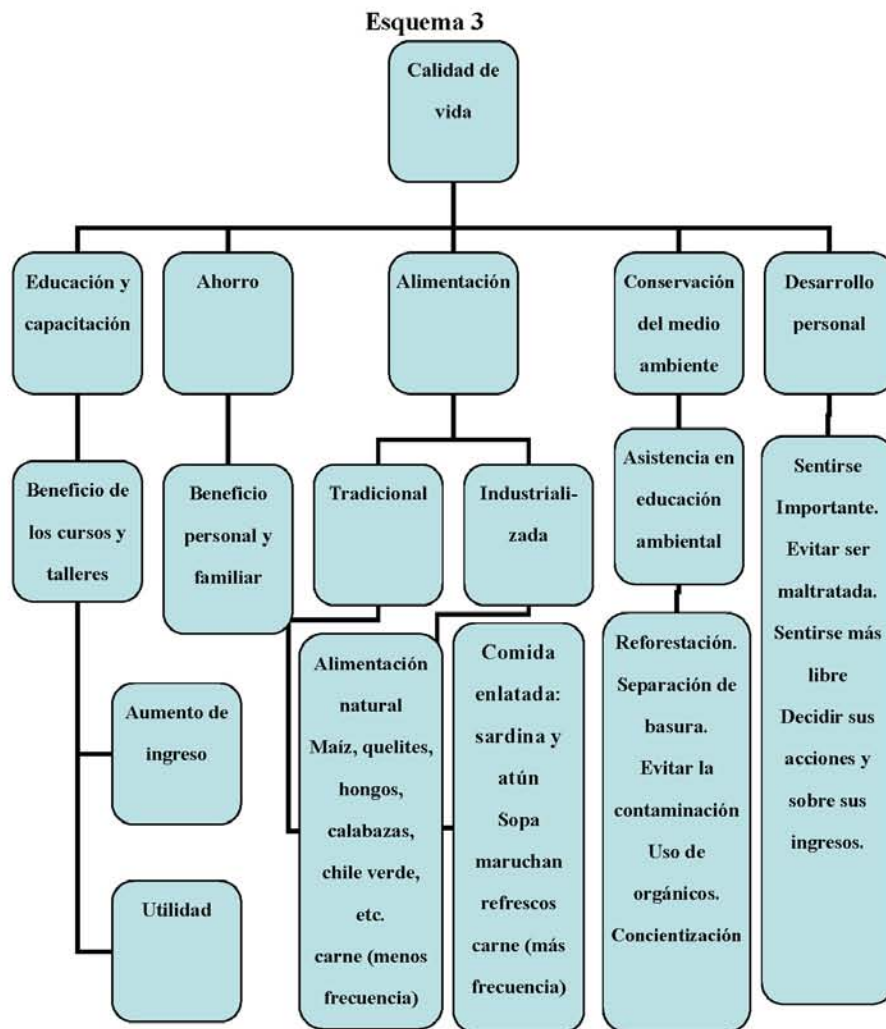 Esquema 3
Calidad de
vida
Educación y
capacitación
Ahorro
Alimentación
Conservación
del medio
ambiente
Desarrollo
personal
Beneficio de
los cursos y
talleres
Beneficio
personal y
familiar
Tradicional
Industriali-
zada
Asistencia en
educación
ambiental
Sentirse
Importante.
Evitar ser
maltratada.
Sentirse más
libre
Decidir sus
acciones y
sobre sus
ingresos.
Aumento de
ingreso
Utilidad
Alimentación
natural
Maíz, quelites,
hongos,
calabazas,
chile verde,
etc.
carne (menos
frecuencia)
Comida
enlatada:
sardina y
atún
Sopa
maruchan
refrescos
carne (más
frecuencia)
Reforestación.
Separación de
basura.
Evitar la
contaminación
Uso de
orgánicos.
Concientización